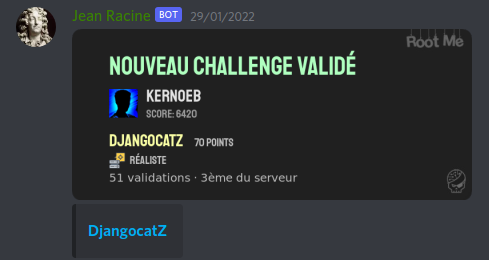 Jean Racine BOT 29/01/2022
Root Me
NOUVEAU CHALLENGE VALIDÉ
KERNOEB
SCORE: 6420
DJANGOCATZ 70 POINTS
RÉALISTE
51 validations · 3ème du serveur
DjangocatZ